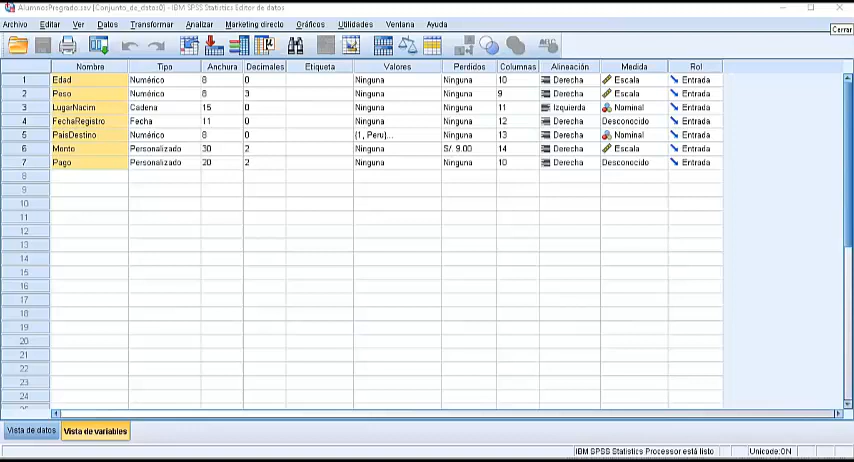 AlumnosPregrado.sav [Conjunto_de_datos0] - IBM SPSS Statistics Editor de datos
Archivo Editar Ver Datos Transformar Analizar Marketing directo Gráficos Utilidades Ventana Ayuda
Cerrar
Nombre Tipo Anchura Decimales Etiqueta Valores Perdidos Columnas Alineación Medida Rol
1 Edad Numérico 8 0 Ninguna Ninguna 10 Derecha Escala Entrada
2 Peso Numérico 8 3 Ninguna Ninguna 9 Derecha Escala Entrada
3 LugarNacim Cadena 15 0 Ninguna Ninguna 11 Izquierda Nominal Entrada
4 FechaRegistro Fecha 11 0 Ninguna Ninguna 12 Derecha Desconocido Entrada
5 PaisDestino Numérico 8 0 {1, Peru}... Ninguna 13 Derecha Nominal Entrada
6 Monto Personalizado 30 2 Ninguna S/. 9.00 14 Derecha Escala Entrada
7 Pago Personalizado 20 2 Ninguna Ninguna 10 Derecha Desconocido Entrada
8
9
10
11
12
13
14
15
16
17
18
19
20
21
22
23
24
Vista de datos Vista de variables
IBM SPSS Statistics Processor está listo Unicode:ON